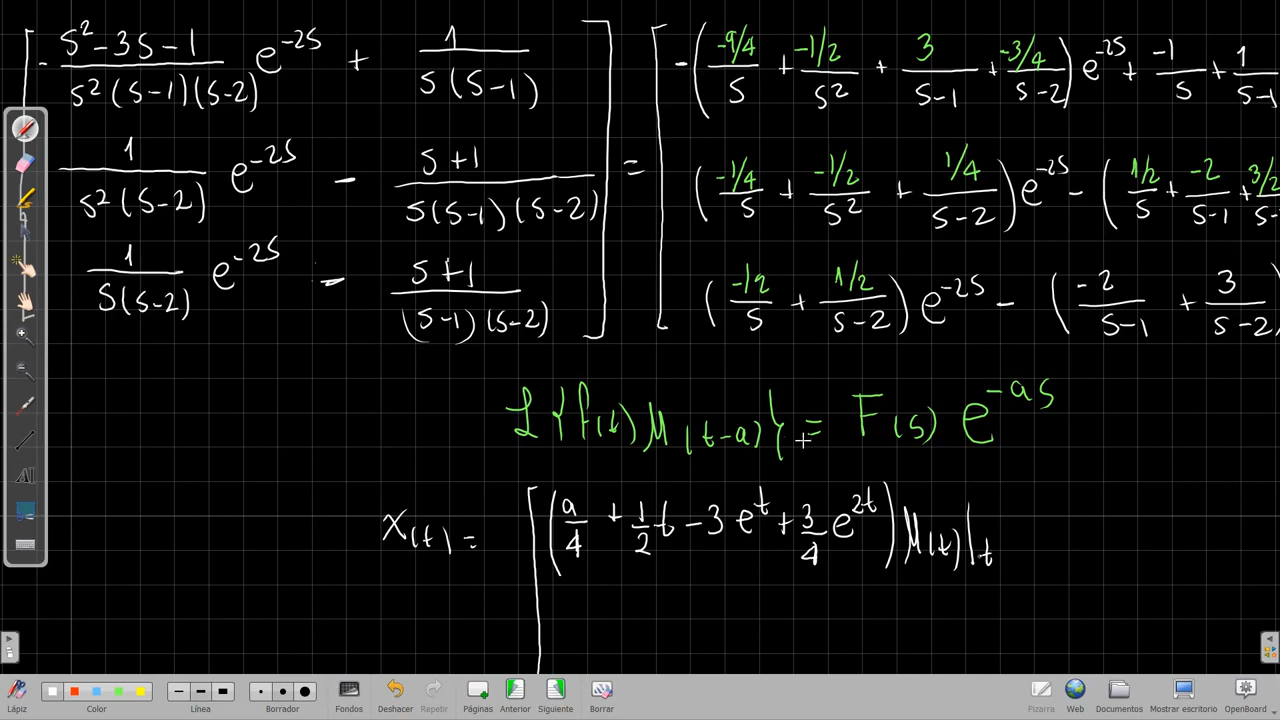 [ -(s²-3s-1)/(s²(s-1)(s-2)) e^{-2s} + 1/(s(s-1)) ] [ -( (-9/4)/s + (-1/2)/s² + 3/(s-1) + (-3/4)/(s-2) ) e^{-2s} + -1/s + 1/(s-1
1/(s²(s-2)) e^{-2s} - (s+1)/(s(s-1)(s-2)) = ( (-1/4)/s + (-1/2)/s² + (1/4)/(s-2) ) e^{-2s} - ( (1/2)/s + -2/(s-1) + (3/2)/(s-
1/(s(s-2)) e^{-2s} - (s+1)/((s-1)(s-2)) ( (-1/2)/s + (1/2)/(s-2) ) e^{-2s} - ( -2/(s-1) + 3/(s-2)
ℒ{f(t) μ(t-a)} = F(s) e^{-as}
x(t) = [ (9/4 + 1/2 t - 3e^t + 3/4 e^{2t}) μ(t)|_t
Lápiz Color Línea Borrador Fondos Deshacer Repetir Páginas Anterior Siguiente Borrar Pizarra Web Documentos Mostrar escritorio OpenBoard